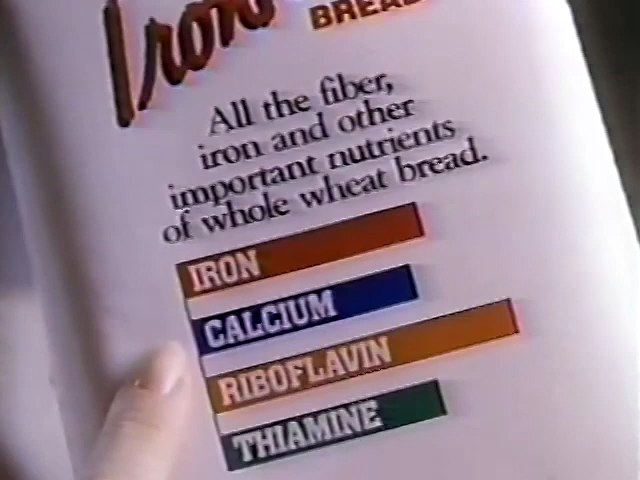 Iron
BREAD
All the fiber,
iron and other
important nutrients
of whole wheat bread.
IRON
CALCIUM
RIBOFLAVIN
THIAMINE